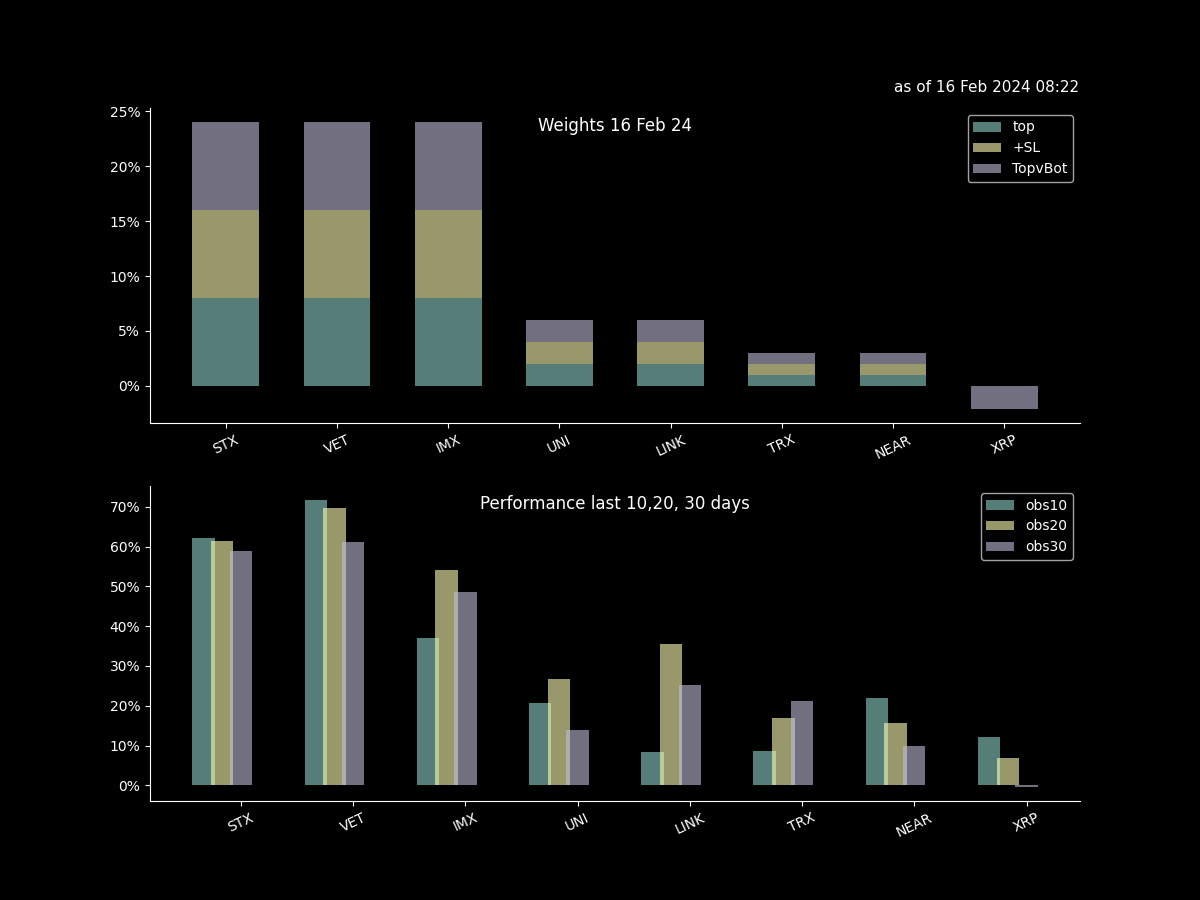 as of 16 Feb 2024 08:22
Weights 16 Feb 24
25%
20%
15%
10%
5%
0%
top
+SL
TopvBot
STX VET IMX UNI LINK TRX NEAR XRP
Performance last 10,20, 30 days
70%
60%
50%
40%
30%
20%
10%
0%
obs10
obs20
obs30
STX VET IMX UNI LINK TRX NEAR XRP